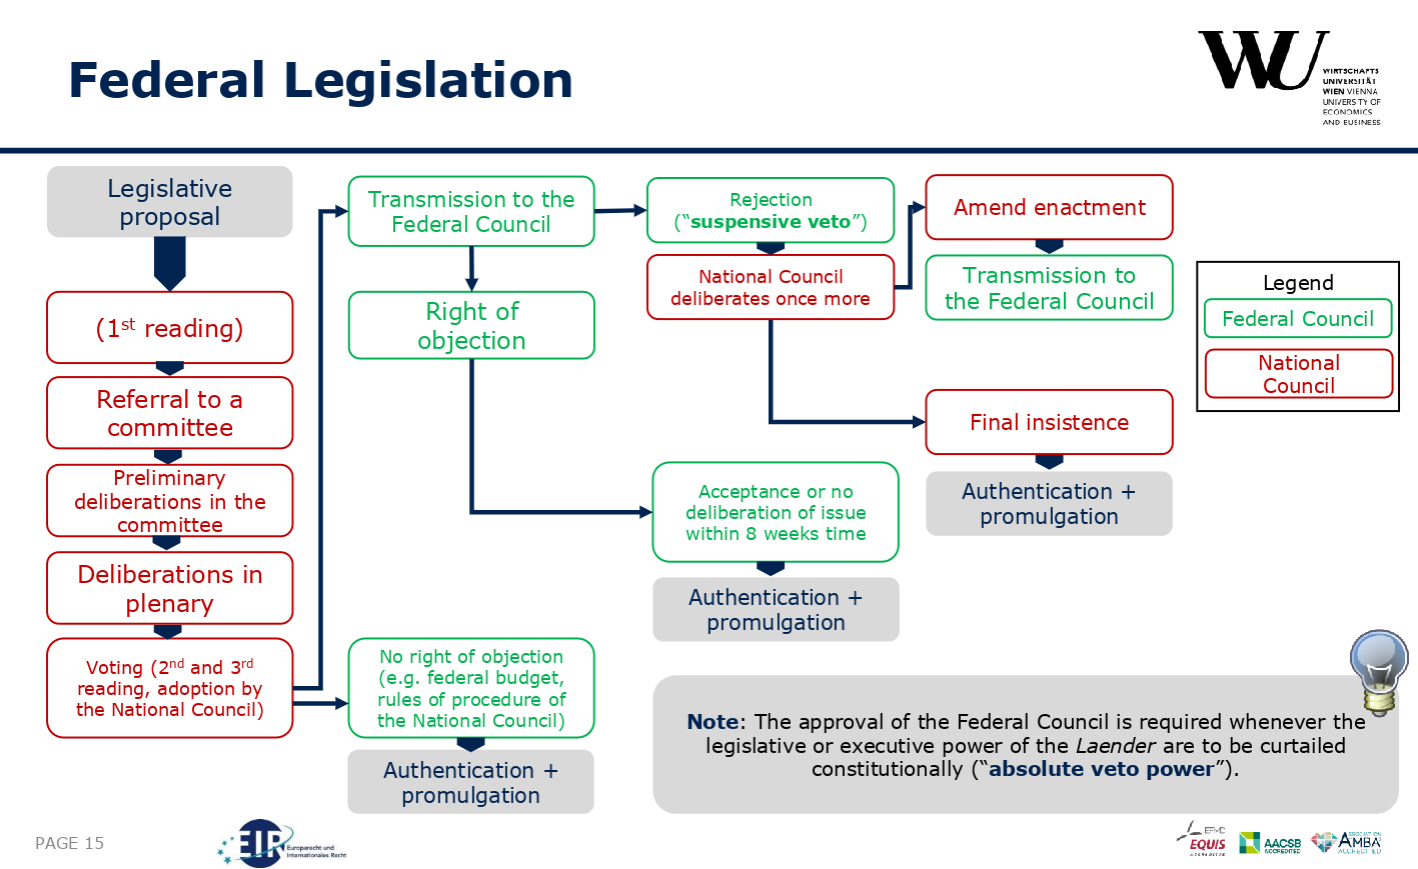 Federal Legislation
WU
WIRTSCHAFTS
UNIVERSITÄT
WIEN VIENNA
UNIVERSITY OF
ECONOMICS
AND BUSINESS
Legislative
proposal
(1st reading)
Referral to a
committee
Preliminary
deliberations in the
committee
Deliberations in
plenary
Voting (2nd and 3rd
reading, adoption by
the National Council)
Transmission to the
Federal Council
Right of
objection
No right of objection
(e.g. federal budget,
rules of procedure of
the National Council)
Authentication +
promulgation
Rejection
(“suspensive veto”)
National Council
deliberates once more
Acceptance or no
deliberation of issue
within 8 weeks time
Authentication +
promulgation
Amend enactment
Transmission to
the Federal Council
Final insistence
Authentication +
promulgation
Legend
Federal Council
National
Council
Note: The approval of the Federal Council is required whenever the
legislative or executive power of the Laender are to be curtailed
constitutionally (“absolute veto power”).
PAGE 15
EIR
Europarecht und
Internationales Recht
EFMD
EQUIS
ACCREDITED
AACSB
ACCREDITED
ASSOCIATION
AMBA
ACCREDITED